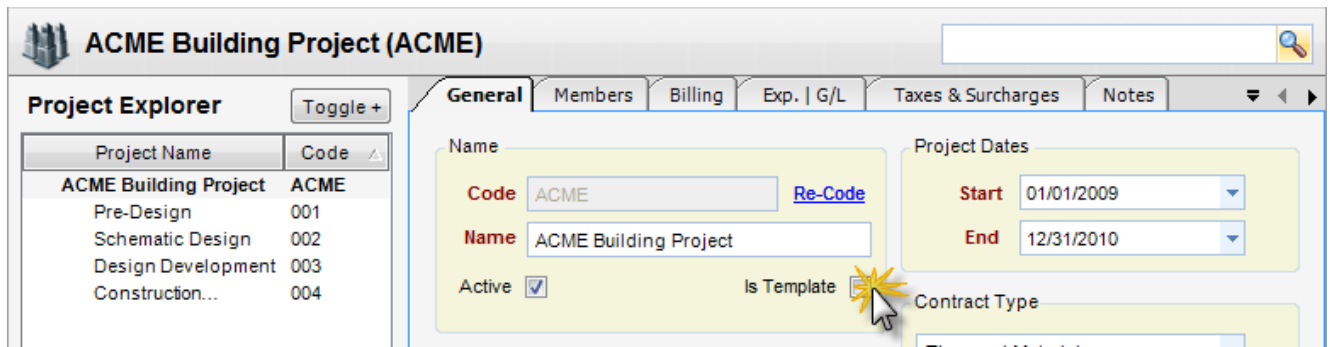 ACME Building Project (ACME)
Project Explorer
Toggle +
Project Name Code
ACME Building Project ACME
Pre-Design 001
Schematic Design 002
Design Development 003
Construction... 004
General Members Billing Exp. | G/L Taxes & Surcharges Notes
Name
Code ACME Re-Code
Name ACME Building Project
Active Is Template
Project Dates
Start 01/01/2009
End 12/31/2010
Contract Type